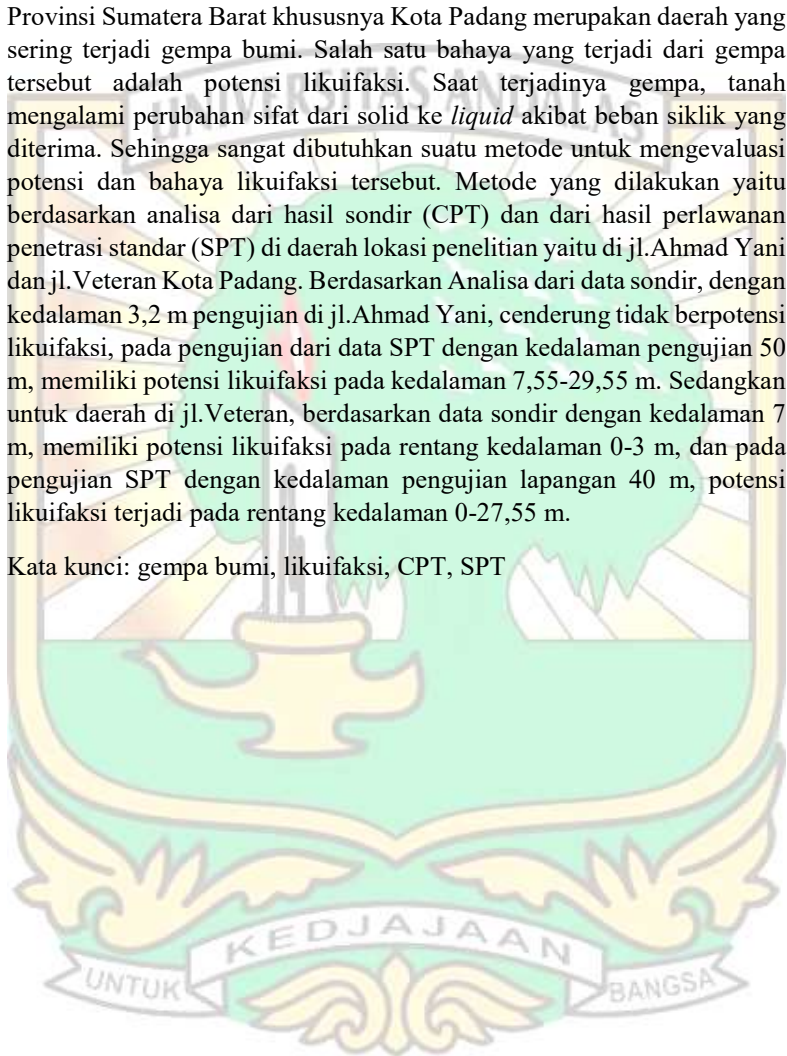 Provinsi Sumatera Barat khususnya Kota Padang merupakan daerah yang
sering terjadi gempa bumi. Salah satu bahaya yang terjadi dari gempa
tersebut adalah potensi likuifaksi. Saat terjadinya gempa, tanah
mengalami perubahan sifat dari solid ke liquid akibat beban siklik yang
diterima. Sehingga sangat dibutuhkan suatu metode untuk mengevaluasi
potensi dan bahaya likuifaksi tersebut. Metode yang dilakukan yaitu
berdasarkan analisa dari hasil sondir (CPT) dan dari hasil perlawanan
penetrasi standar (SPT) di daerah lokasi penelitian yaitu di jl.Ahmad Yani
dan jl.Veteran Kota Padang. Berdasarkan Analisa dari data sondir, dengan
kedalaman 3,2 m pengujian di jl.Ahmad Yani, cenderung tidak berpotensi
likuifaksi, pada pengujian dari data SPT dengan kedalaman pengujian 50
m, memiliki potensi likuifaksi pada kedalaman 7,55-29,55 m. Sedangkan
untuk daerah di jl.Veteran, berdasarkan data sondir dengan kedalaman 7
m, memiliki potensi likuifaksi pada rentang kedalaman 0-3 m, dan pada
pengujian SPT dengan kedalaman pengujian lapangan 40 m, potensi
likuifaksi terjadi pada rentang kedalaman 0-27,55 m.
Kata kunci: gempa bumi, likuifaksi, CPT, SPT
UNIVERSITAS ANDALAS
UNTUK KEDJAJAAN BANGSA